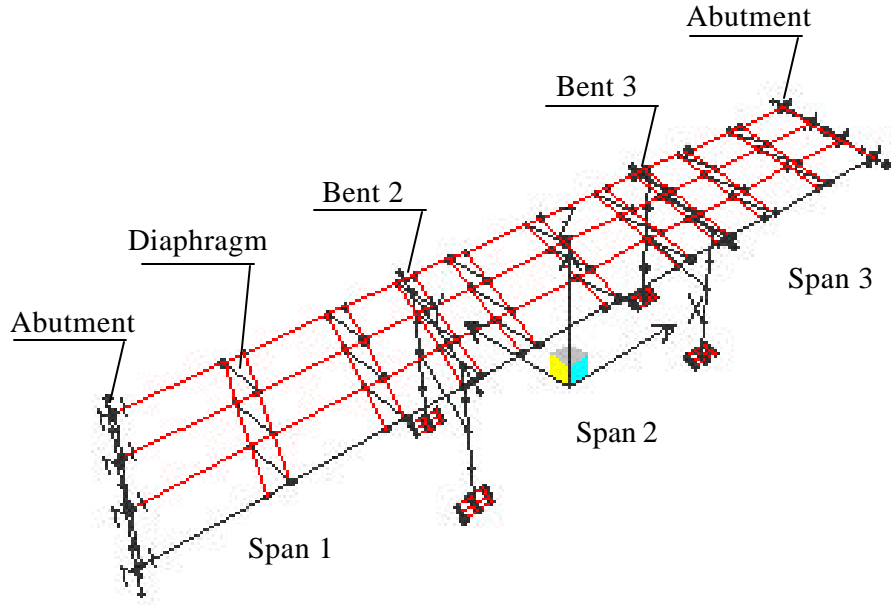 Abutment
Bent 3
Bent 2
Diaphragm
Span 3
Abutment
Span 2
Span 1